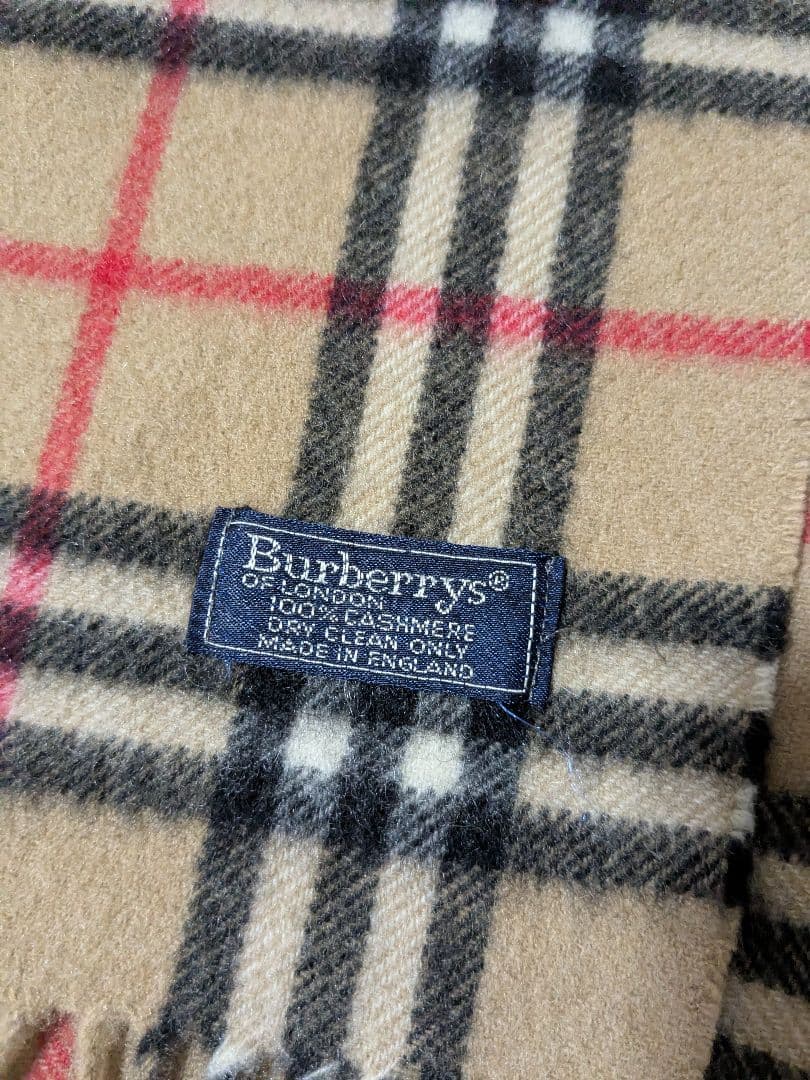 Burberrys®
OF LONDON
100% CASHMERE
DRY CLEAN ONLY
MADE IN ENGLAND